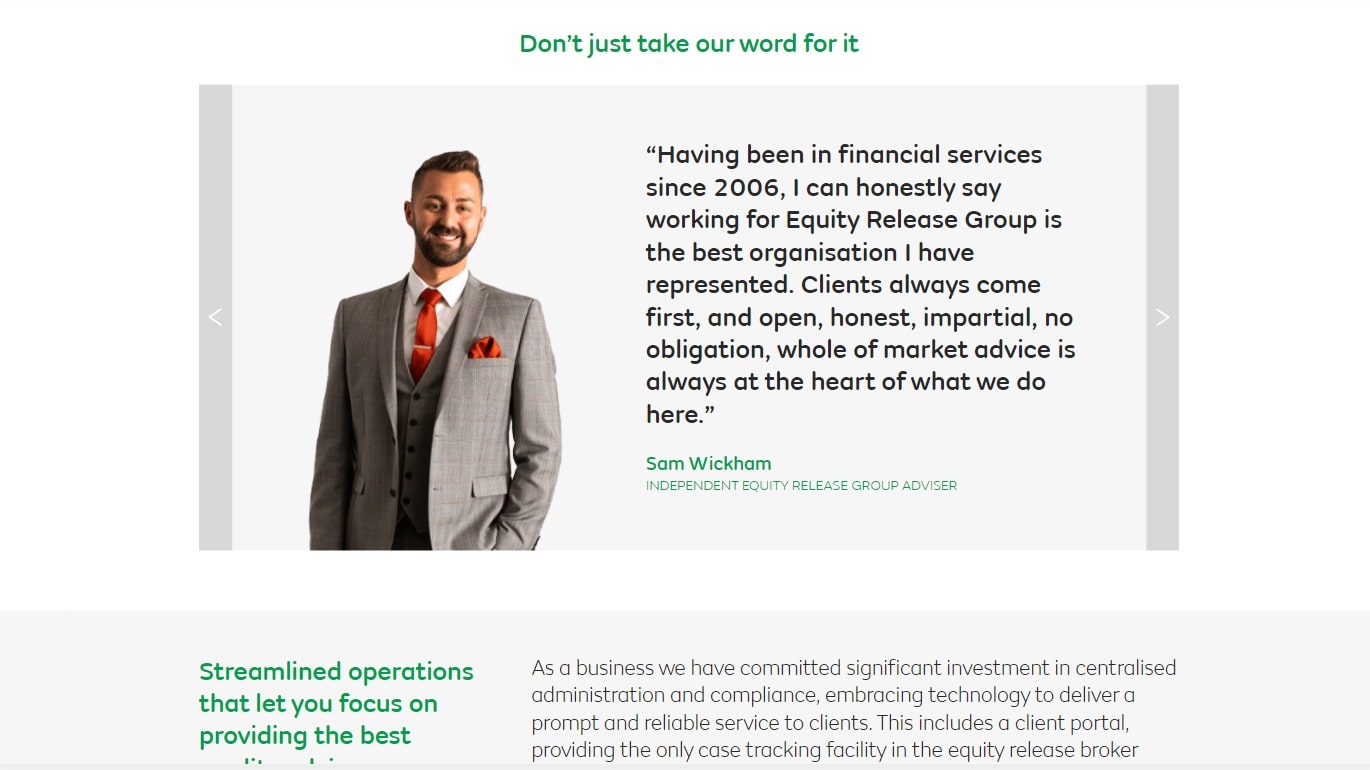 Don’t just take our word for it
“Having been in financial services
since 2006, I can honestly say
working for Equity Release Group is
the best organisation I have
represented. Clients always come
first, and open, honest, impartial, no
obligation, whole of market advice is
always at the heart of what we do
here.”
Sam Wickham
INDEPENDENT EQUITY RELEASE GROUP ADVISER
Streamlined operations
that let you focus on
providing the best
As a business we have committed significant investment in centralised
administration and compliance, embracing technology to deliver a
prompt and reliable service to clients. This includes a client portal,
providing the only case tracking facility in the equity release broker